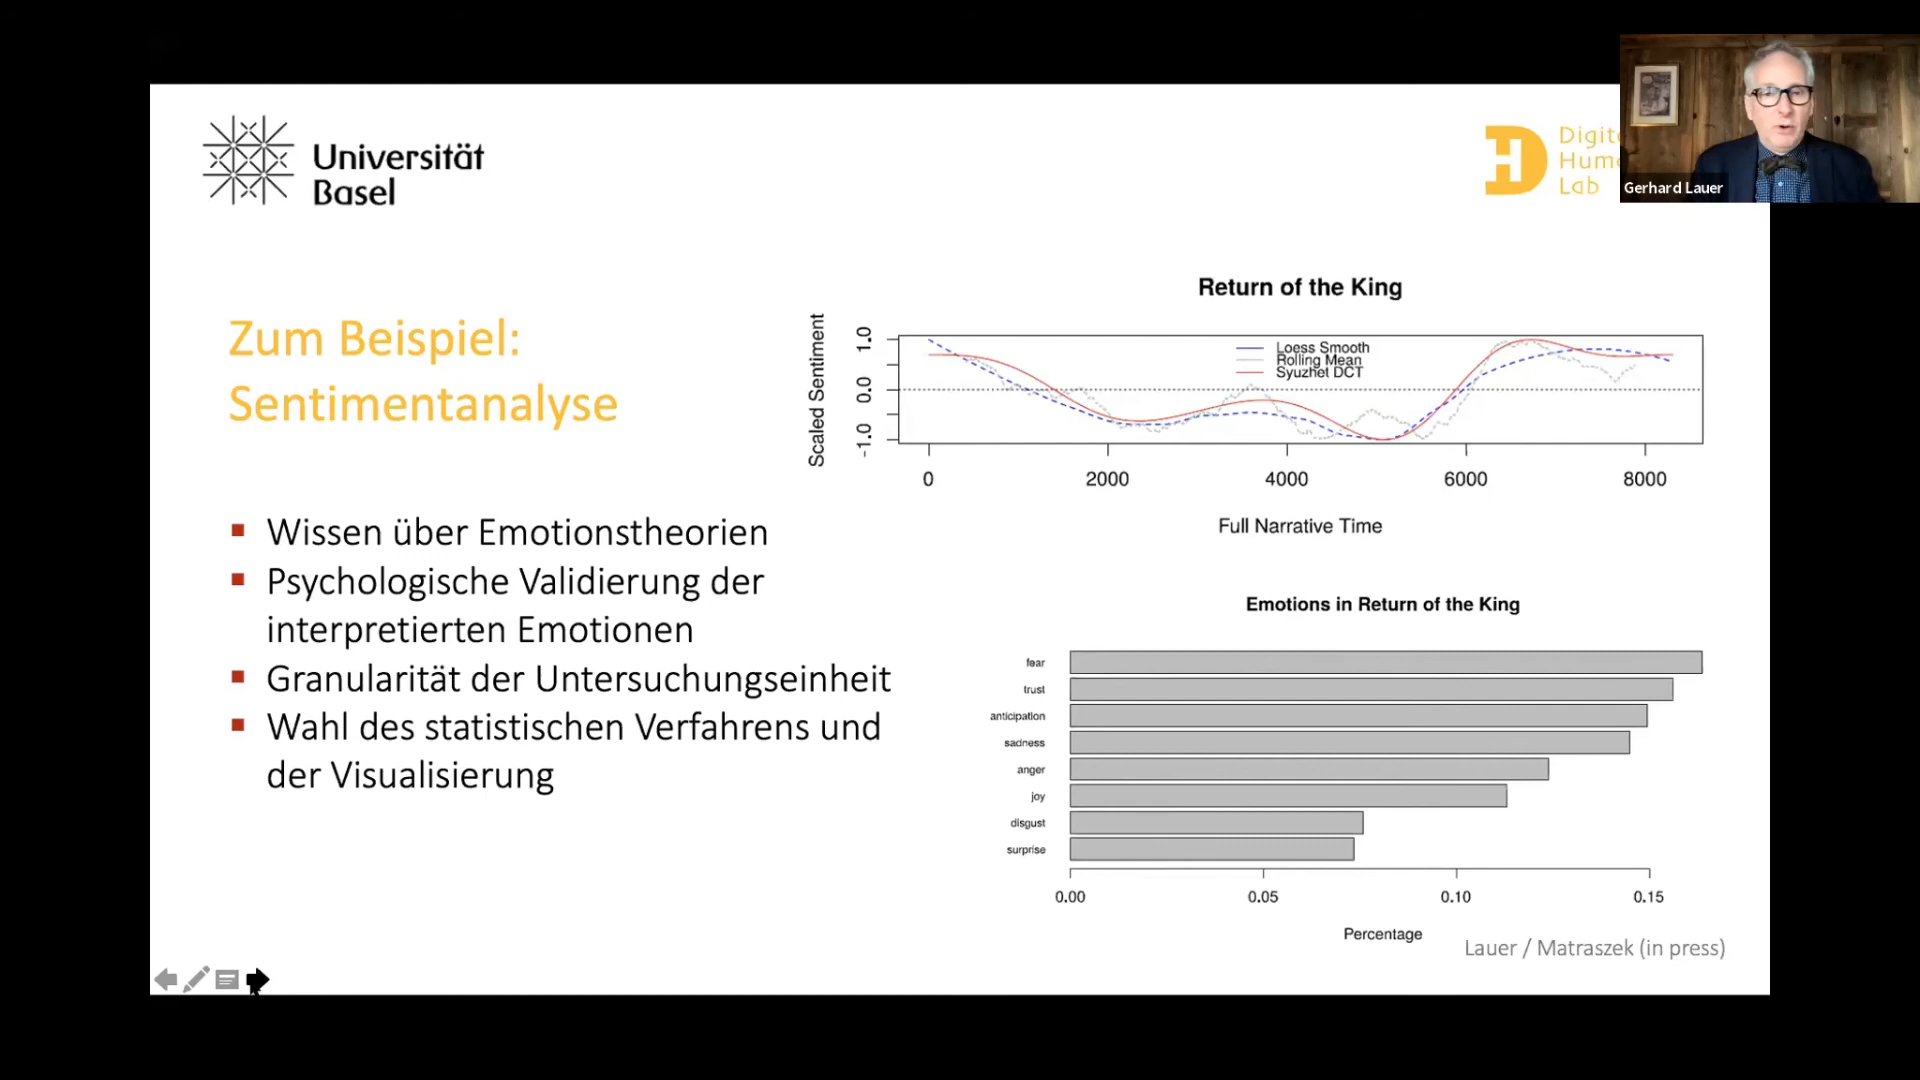 Universität
Basel
Lab
Gerhard Lauer
Zum Beispiel:
Sentimentanalyse
Wissen über Emotionstheorien
Psychologische Validierung der
interpretierten Emotionen
Granularität der Untersuchungseinheit
Wahl des statistischen Verfahrens und
der Visualisierung
Return of the King
Scaled Sentiment
1.0
0.0
-1.0
Loess Smooth
Rolling Mean
Syuzhet DCT
0 2000 4000 6000 8000
Full Narrative Time
Emotions in Return of the King
fear
trust
anticipation
sadness
anger
joy
disgust
surprise
0.00 0.05 0.10 0.15
Percentage
Lauer / Matraszek (in press)